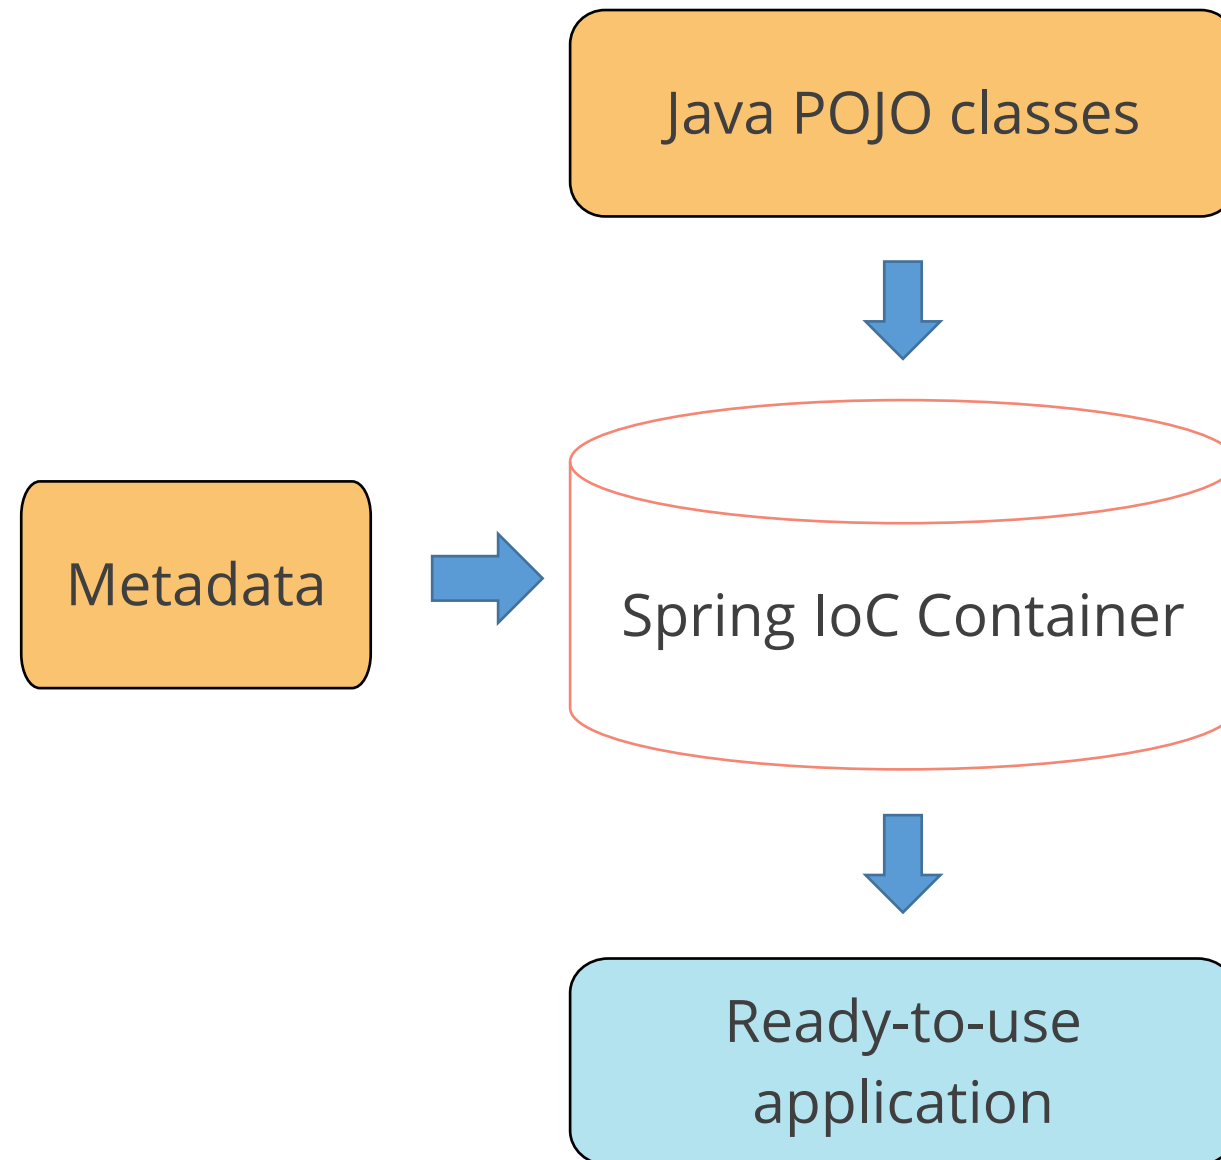 Java POJO classes
Metadata
Spring IoC Container
Ready-to-use
application